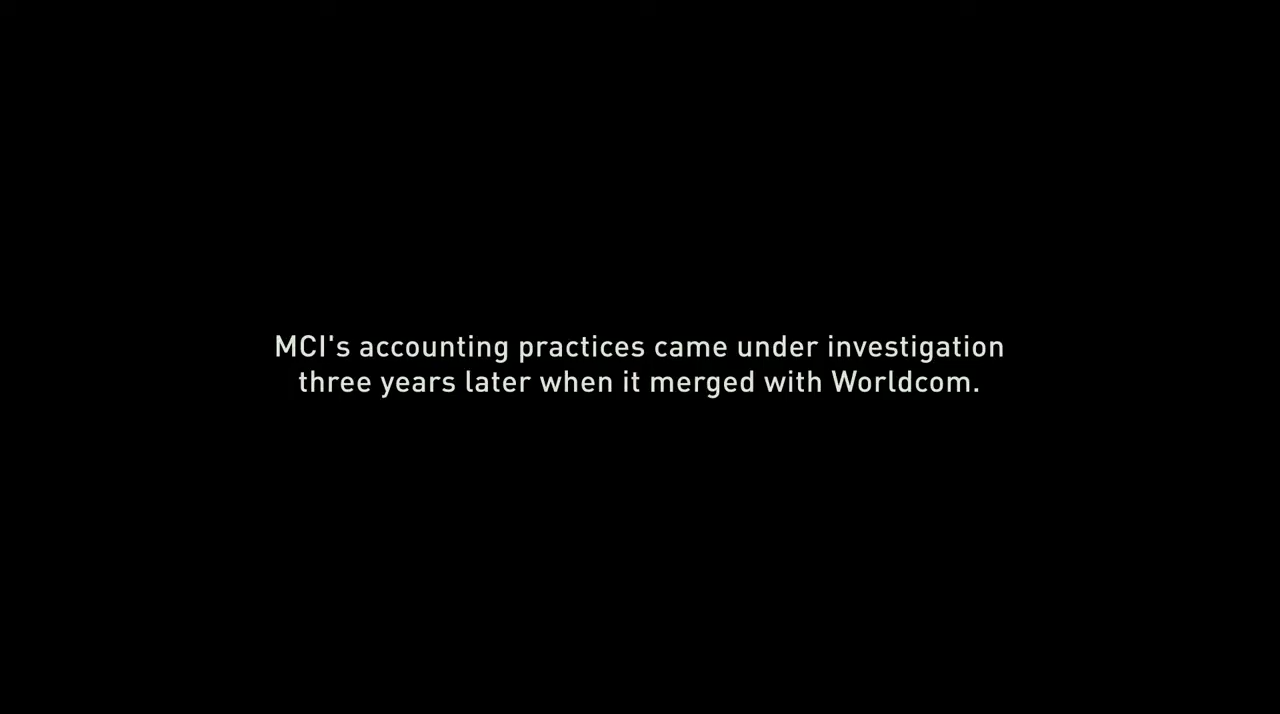 MCI's accounting practices came under investigation
three years later when it merged with Worldcom.